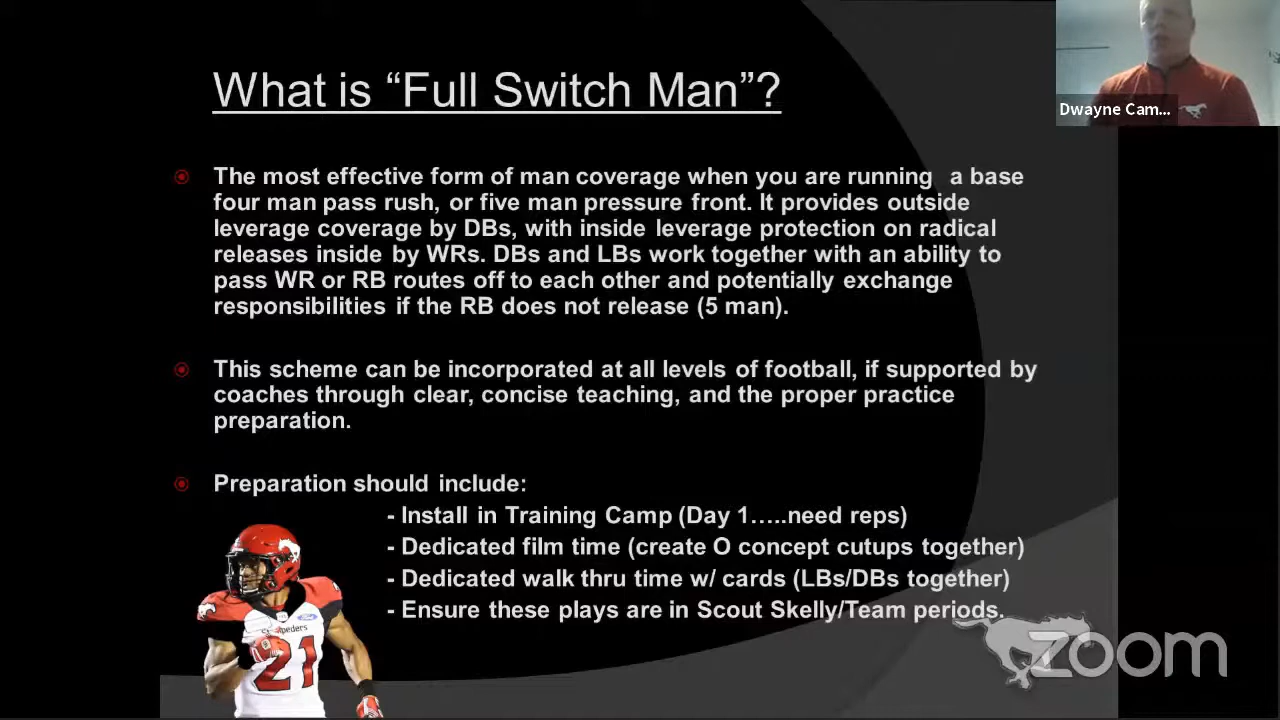 What is “Full Switch Man”?
Dwayne Cam...
The most effective form of man coverage when you are running a base
four man pass rush, or five man pressure front. It provides outside
leverage coverage by DBs, with inside leverage protection on radical
releases inside by WRs. DBs and LBs work together with an ability to
pass WR or RB routes off to each other and potentially exchange
responsibilities if the RB does not release (5 man).
This scheme can be incorporated at all levels of football, if supported by
coaches through clear, concise teaching, and the proper practice
preparation.
Preparation should include:
- Install in Training Camp (Day 1…..need reps)
- Dedicated film time (create O concept cutups together)
- Dedicated walk thru time w/ cards (LBs/DBs together)
- Ensure these plays are in Scout Skelly/Team periods.
21
zoom